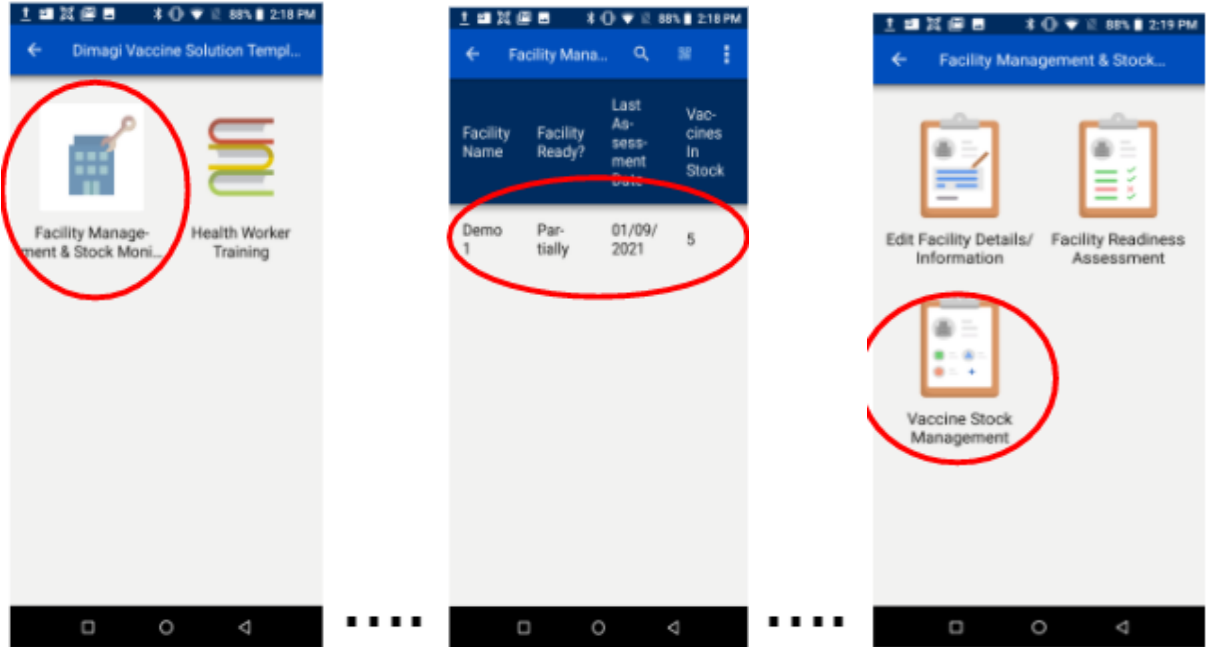 88% 2:18 PM
Dimagi Vaccine Solution Templ...
Facility Manage-
ment & Stock Moni...
Health Worker
Training
88% 2:18 PM
Facility Mana...
Facility
Name
Facility
Ready?
Last
As-
sess-
ment
Date
Vac-
cines
In
Stock
Demo
1
Par-
tially
01/09/
2021
5
88% 2:19 PM
Facility Management & Stock...
Edit Facility Details/
Information
Facility Readiness
Assessment
Vaccine Stock
Management